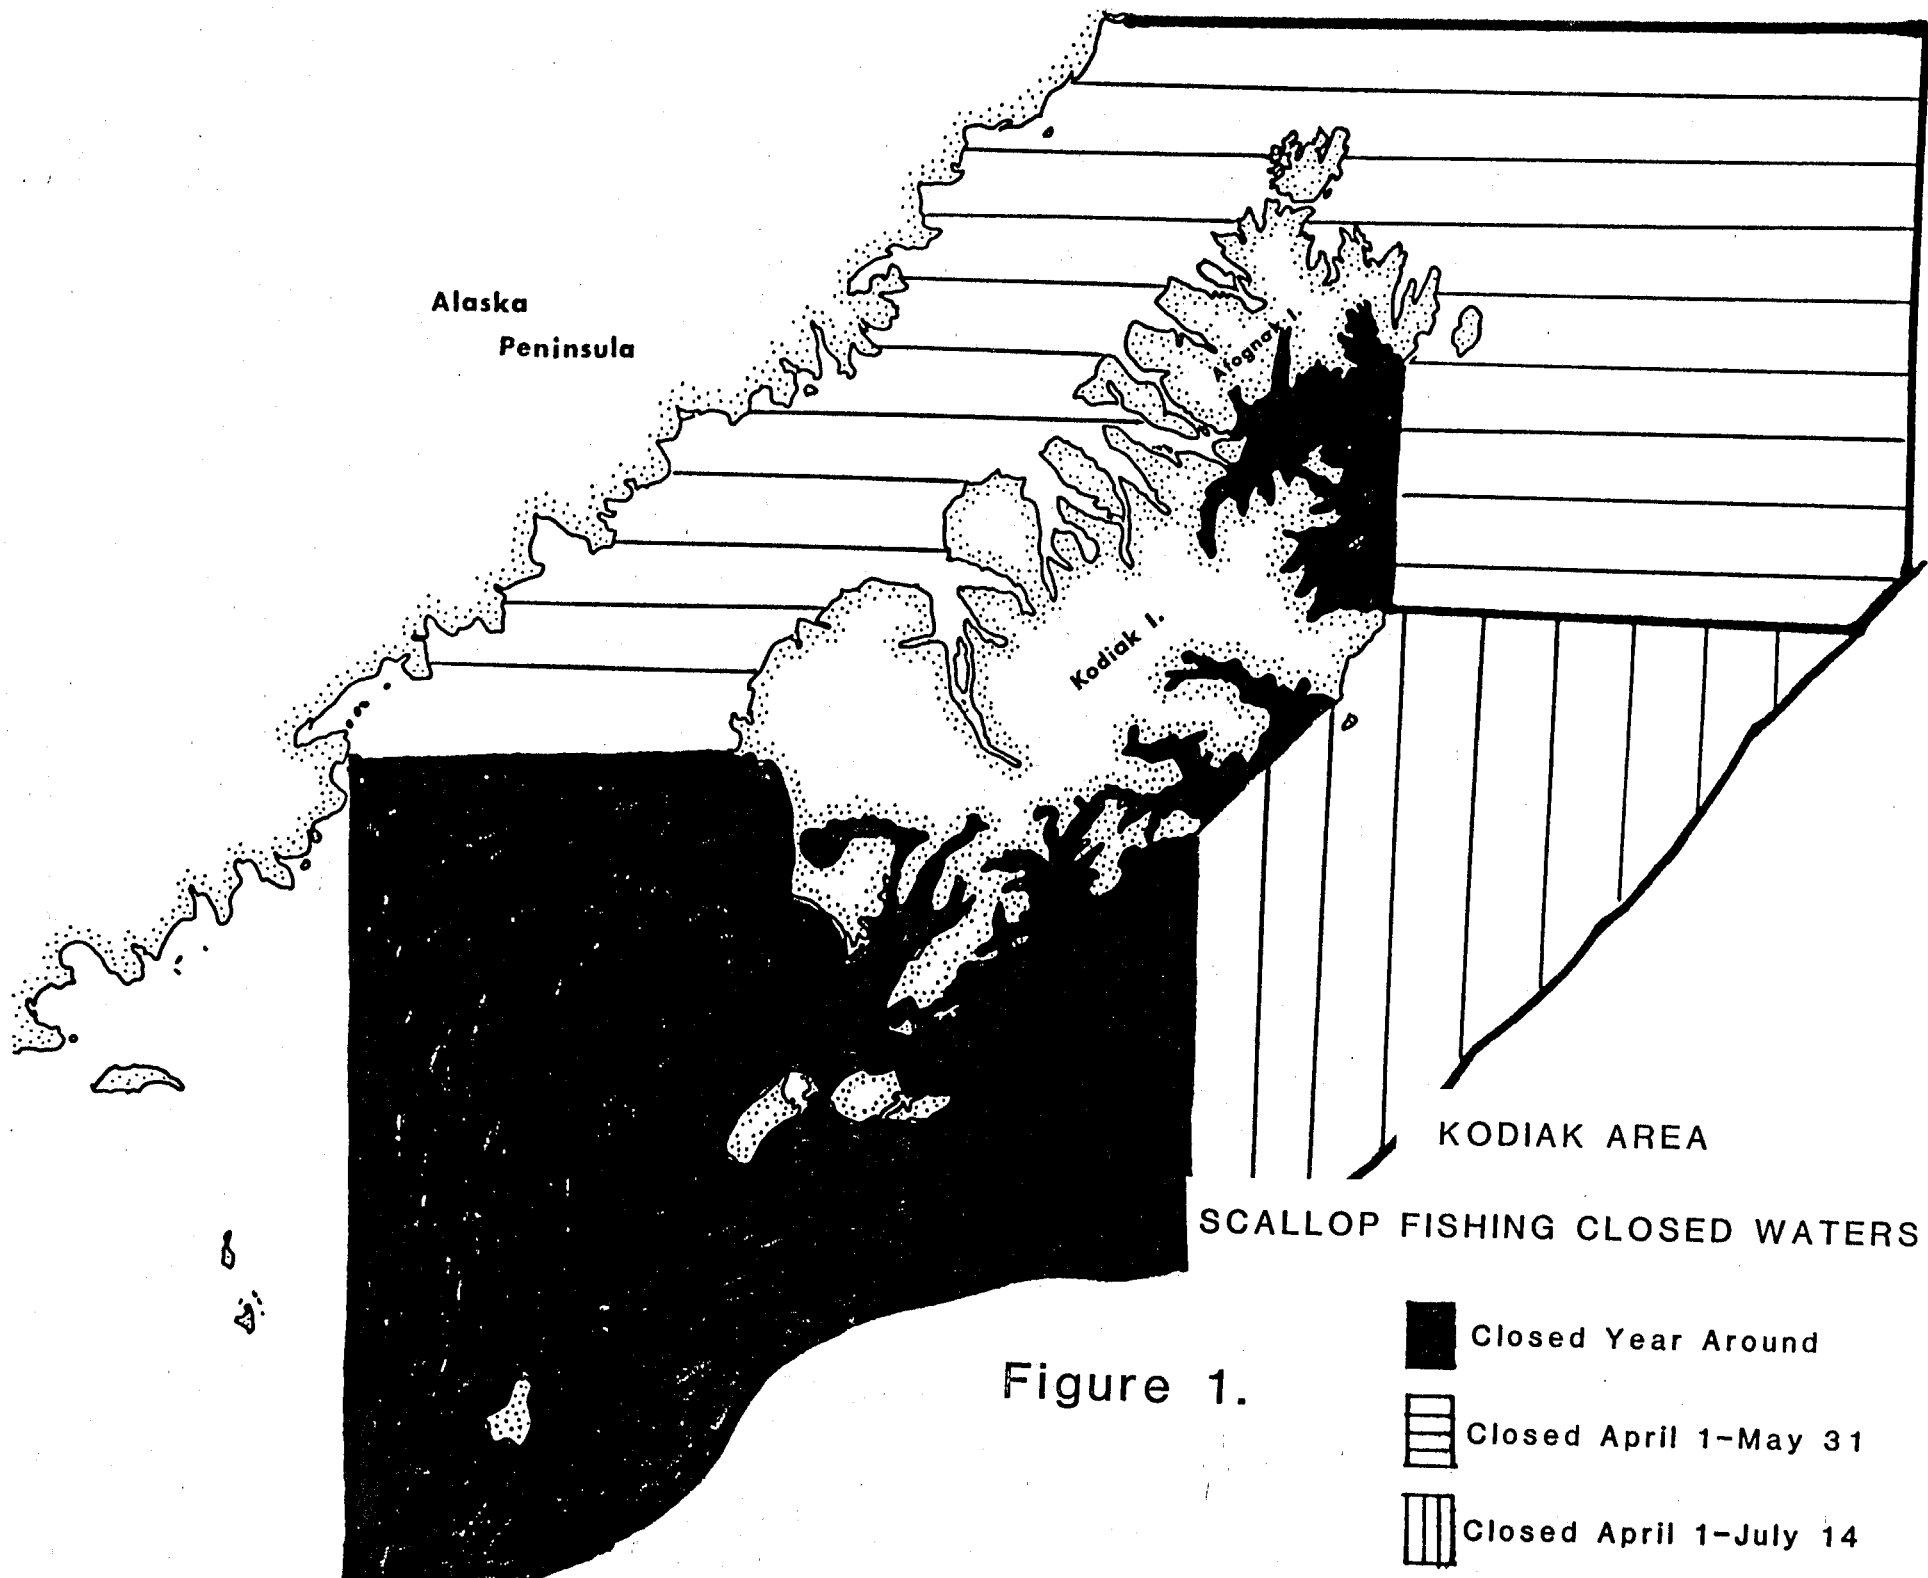 Alaska
Peninsula
Afognak I.
Kodiak I.
KODIAK AREA
SCALLOP FISHING CLOSED WATERS
Figure 1.
Closed Year Around
Closed April 1-May 31
Closed April 1-July 14